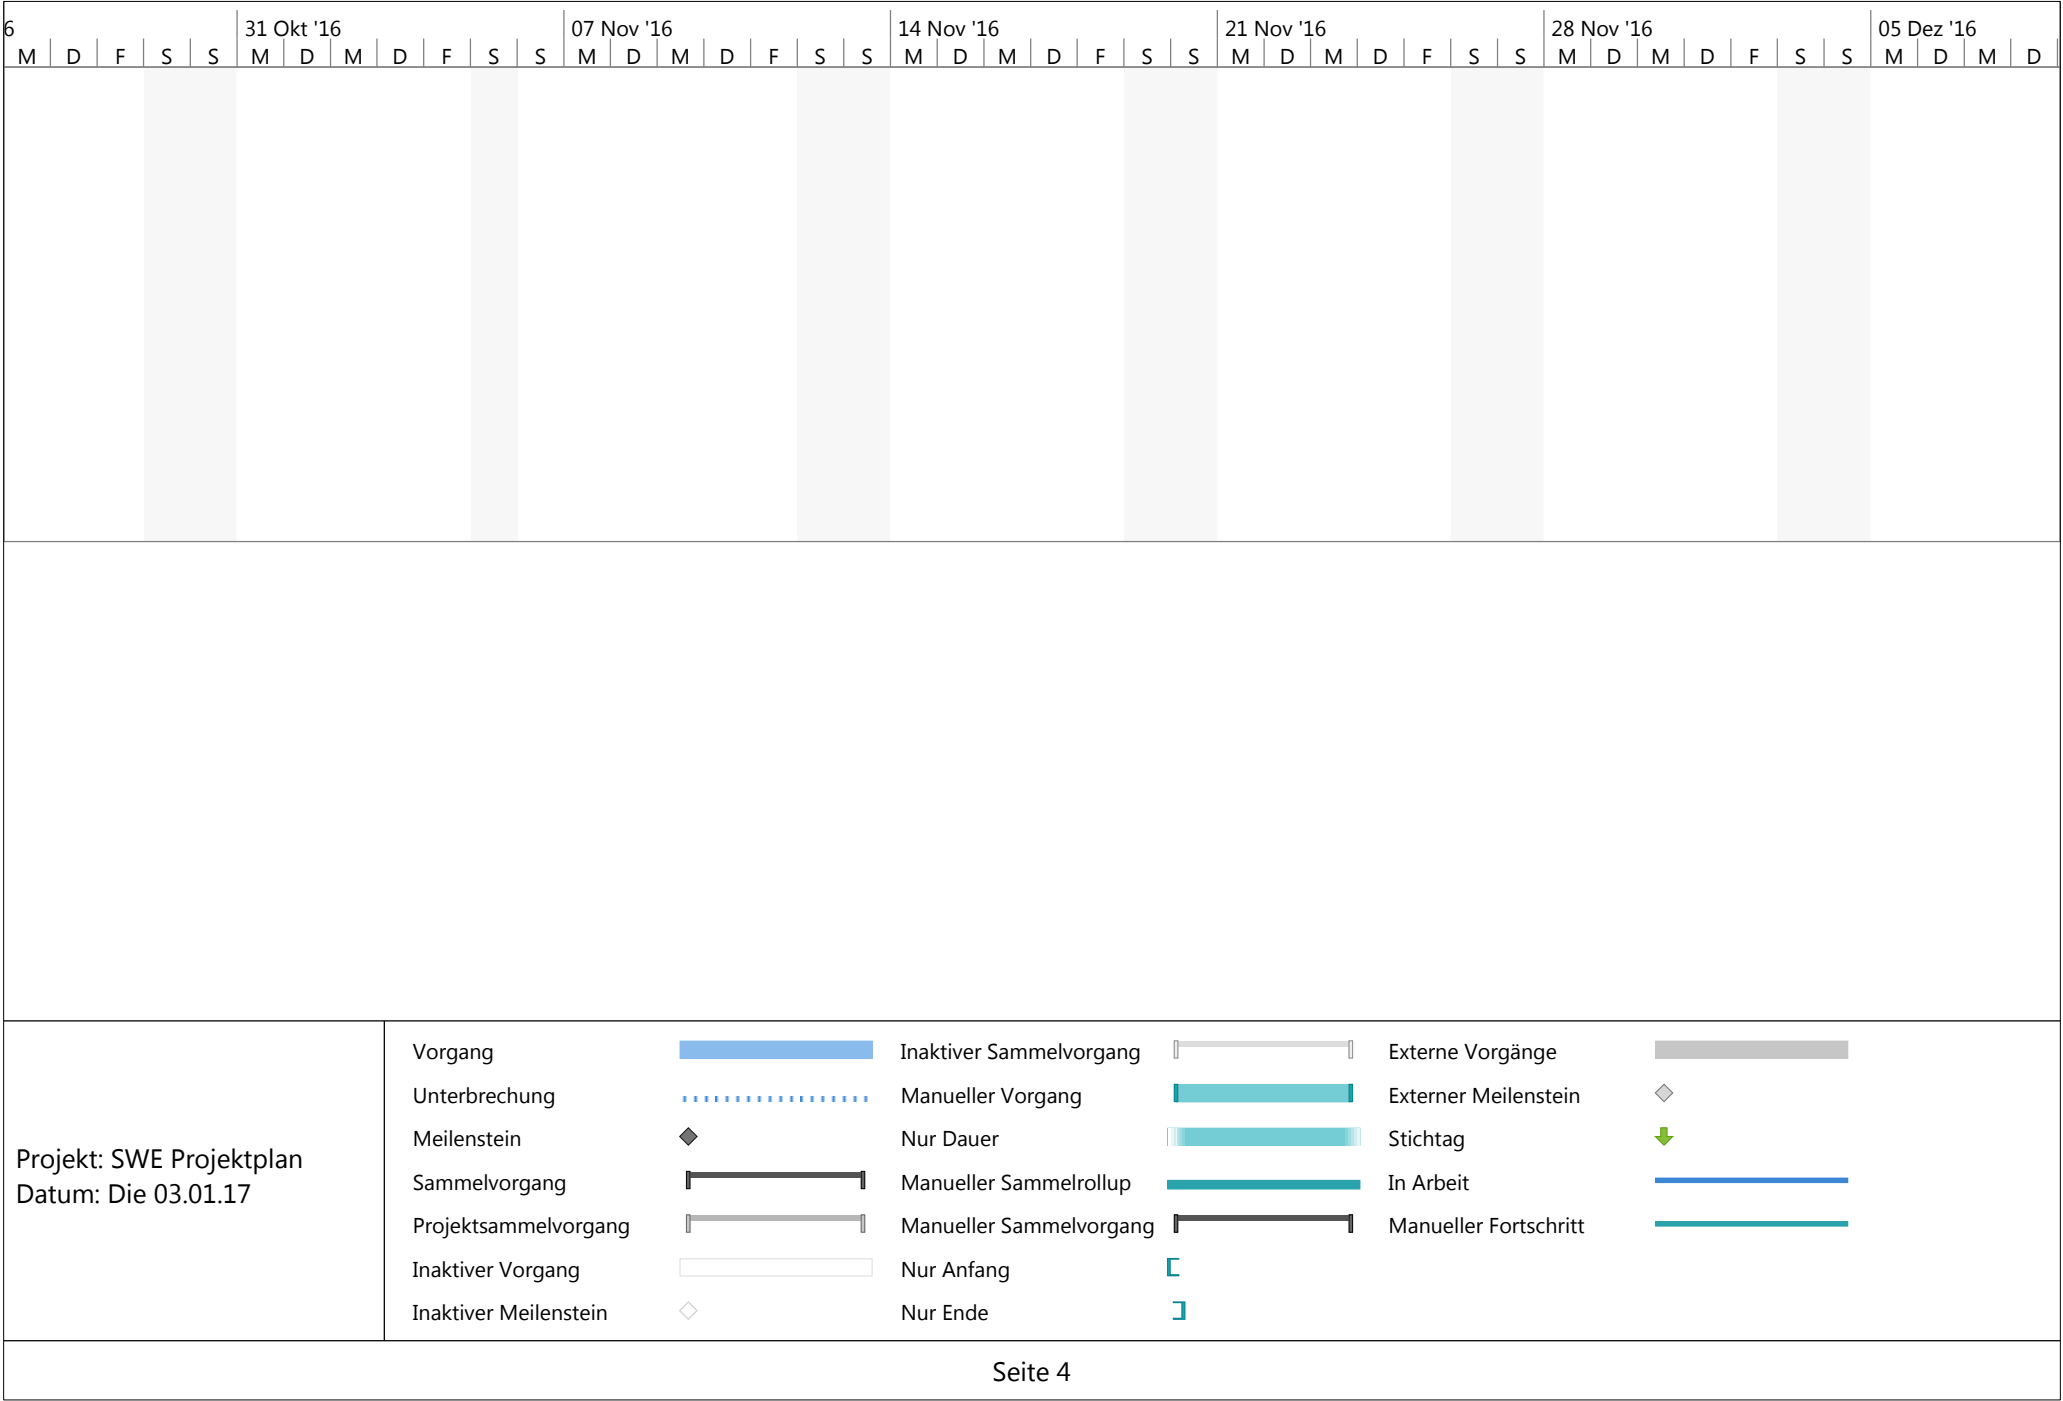 6 31 Okt '16 07 Nov '16 14 Nov '16 21 Nov '16 28 Nov '16 05 Dez '16
M D F S S M D M D F S S M D M D F S S M D M D F S S M D M D F S S M D M D F S S M D M D
Projekt: SWE Projektplan
Datum: Die 03.01.17
Vorgang
Unterbrechung
Meilenstein
Sammelvorgang
Projektsammelvorgang
Inaktiver Vorgang
Inaktiver Meilenstein
Inaktiver Sammelvorgang
Manueller Vorgang
Nur Dauer
Manueller Sammelrollup
Manueller Sammelvorgang
Nur Anfang
Nur Ende
Externe Vorgänge
Externer Meilenstein
Stichtag
In Arbeit
Manueller Fortschritt
Seite 4